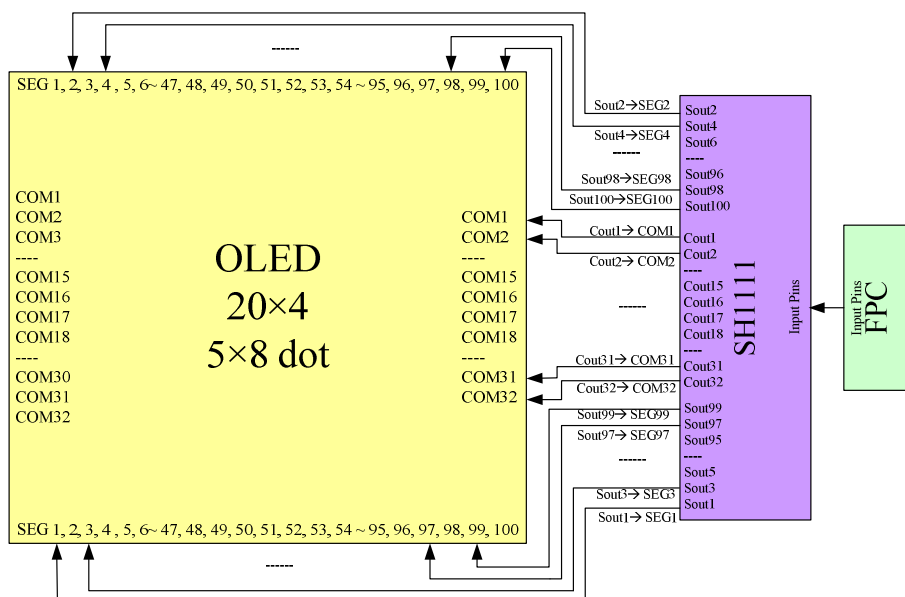 ------
SEG 1, 2, 3, 4 , 5, 6~ 47, 48, 49, 50, 51, 52, 53, 54 ~ 95, 96, 97, 98, 99, 100
COM1
COM2
COM3
----
COM15
COM16
COM17
COM18
----
COM30
COM31
COM32
OLED
20×4
5×8 dot
COM1
COM2
----
COM15
COM16
COM17
COM18
----
COM31
COM32
SEG 1, 2, 3, 4 , 5, 6~ 47, 48, 49, 50, 51, 52, 53, 54 ~ 95, 96, 97, 98, 99, 100
------
Sout2→SEG2
Sout4→SEG4
------
Sout98→SEG98
Sout100→SEG100
Cout1→ COM1
Cout2→ COM2
------
Cout31→ COM31
Cout32→ COM32
Sout99→ SEG99
Sout97→ SEG97
------
Sout3→ SEG3
Sout1→ SEG1
Sout2
Sout4
Sout6
----
Sout96
Sout98
Sout100
Cout1
Cout2
----
Cout15
Cout16
Cout17
Cout18
----
Cout31
Cout32
Sout99
Sout97
Sout95
----
Sout5
Sout3
Sout1
SH1111
Input Pins
Input Pins
FPC